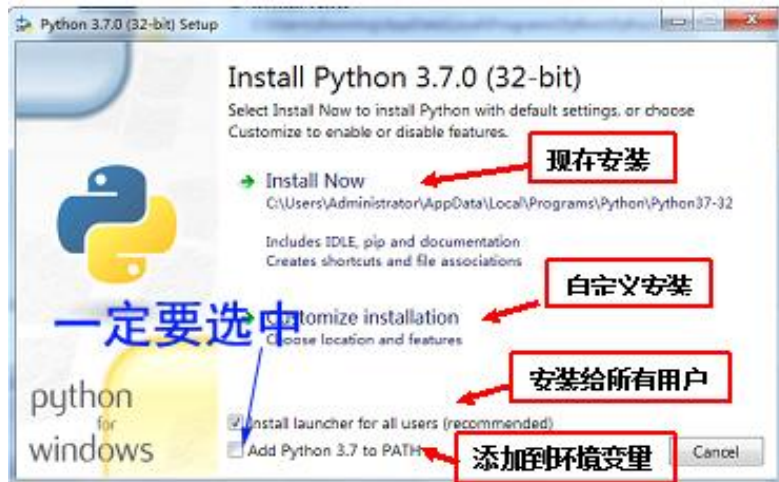 Python 3.7.0 (32-bit) Setup
Install Python 3.7.0 (32-bit)
Select Install Now to install Python with default settings, or choose
Customize to enable or disable features.
现在安装
Install Now
C:\Users\Administrator\AppData\Local\Programs\Python\Python37-32
Includes IDLE, pip and documentation
Creates shortcuts and file associations
自定义安装
一定要选中
Customize installation
Choose location and features
安装给所有用户
python
for
windows
Install launcher for all users (recommended)
Add Python 3.7 to PATH
添加到环境变量
Cancel